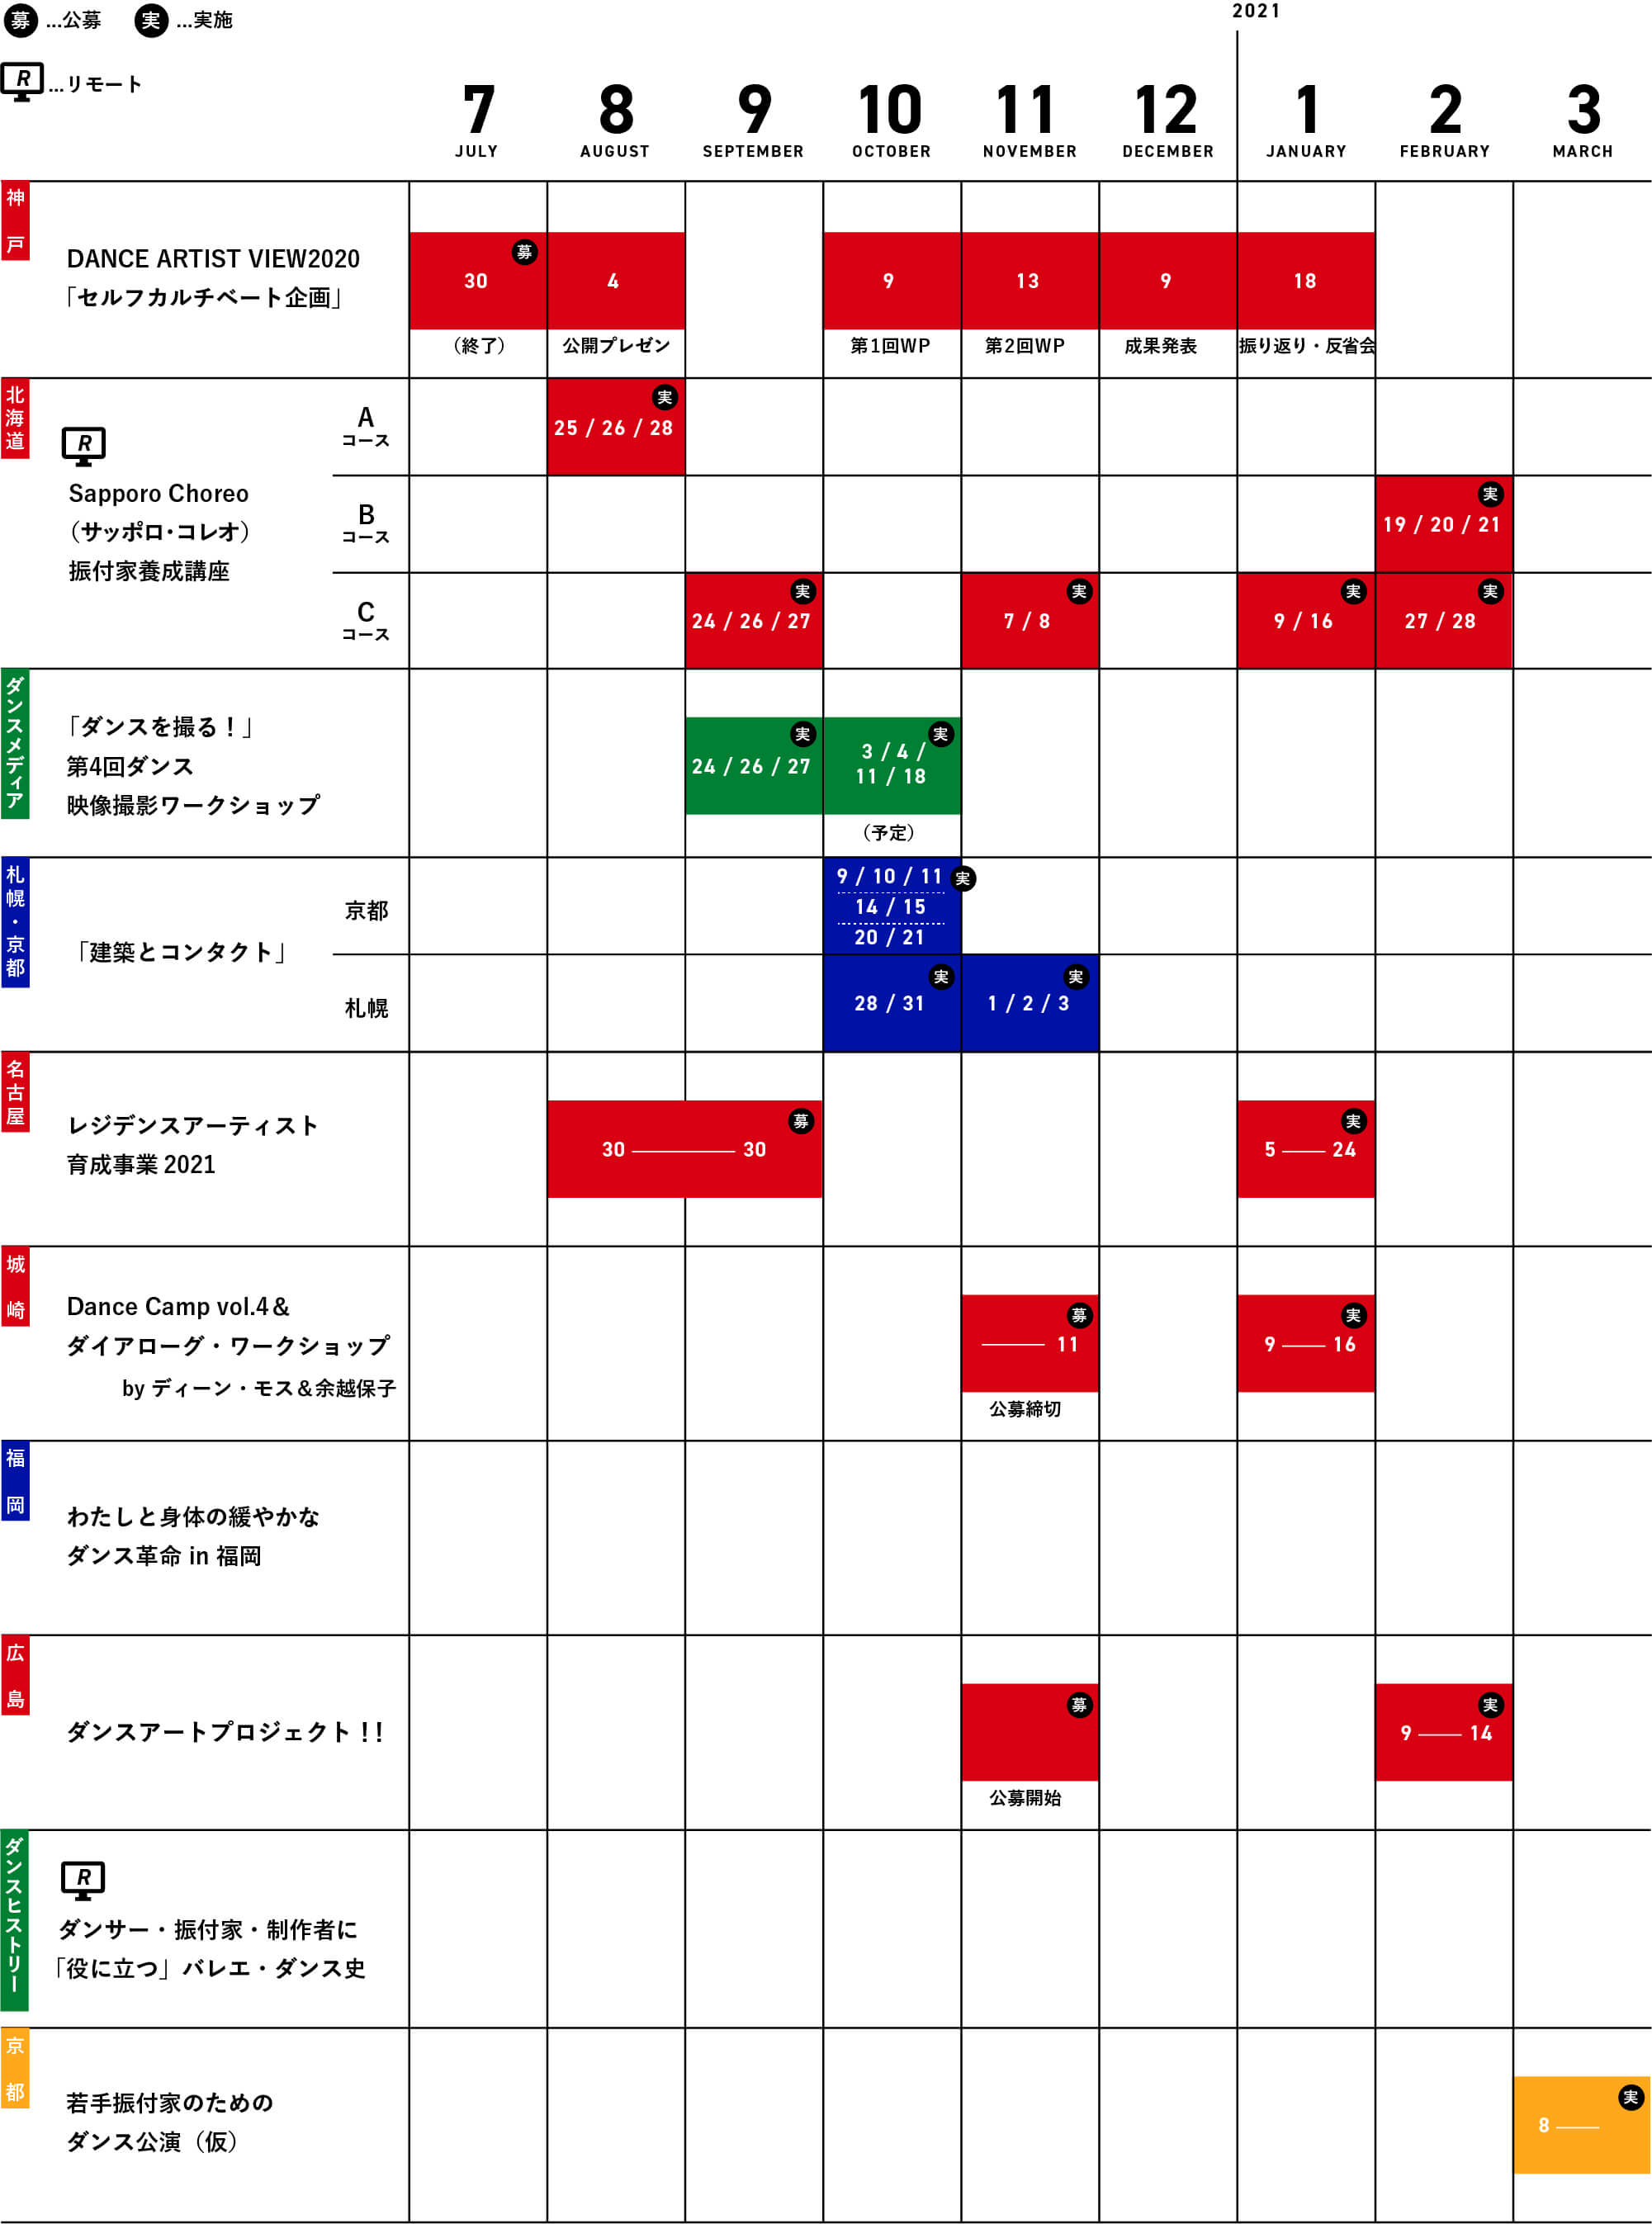 募 …公募 実 …実施
R …リモート
2021
7 8 9 10 11 12 1 2 3
JULY AUGUST SEPTEMBER OCTOBER NOVEMBER DECEMBER JANUARY FEBRUARY MARCH
神戸
DANCE ARTIST VIEW2020
「セルフカルチベート企画」
募
30 4 9 13 9 18
（終了） 公開プレゼン 第1回WP 第2回WP 成果発表 振り返り・反省会
北海道
R
Sapporo Choreo
（サッポロ・コレオ）
振付家養成講座
A
コース
実
25 / 26 / 28
B
コース
実
19 / 20 / 21
C
コース
実 実 実 実
24 / 26 / 27 7 / 8 9 / 16 27 / 28
ダンスメディア
「ダンスを撮る！」
第4回ダンス
映像撮影ワークショップ
実
24 / 26 / 27
実
3 / 4 /
11 / 18
（予定）
札幌・京都
「建築とコンタクト」
京都
実
9 / 10 / 11
14 / 15
20 / 21
札幌
実 実
28 / 31 1 / 2 / 3
名古屋
レジデンスアーティスト
育成事業 2021
募 実
30 —— 30 5 — 24
城崎
Dance Camp vol.4＆
ダイアローグ・ワークショップ
by ディーン・モス＆余越保子
募 実
— 11 9 — 16
公募締切
福岡
わたしと身体の緩やかな
ダンス革命 in 福岡
広島
ダンスアートプロジェクト！！
募 実
9 — 14
公募開始
ダンスヒストリー
R
ダンサー・振付家・制作者に
「役に立つ」バレエ・ダンス史
京都
若手振付家のための
ダンス公演（仮）
実
8 —